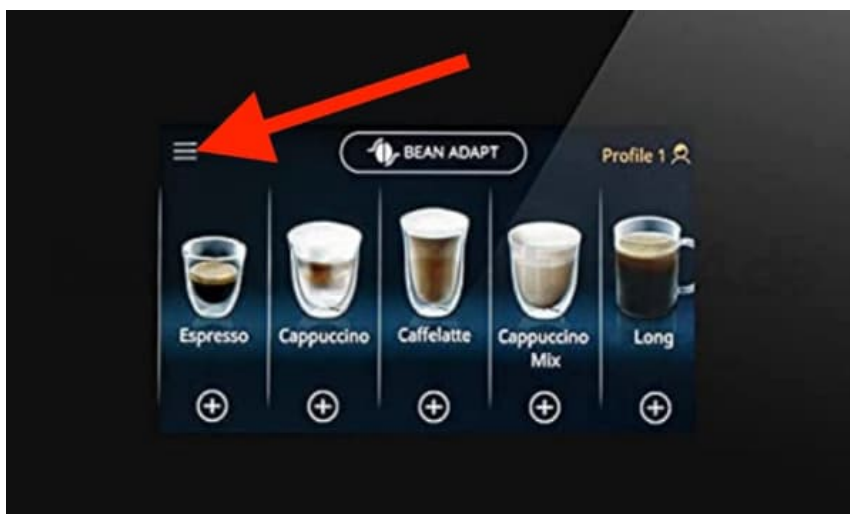 BEAN ADAPT
Profile 1
Espresso
Cappuccino
Caffelatte
Cappuccino
Mix
Long